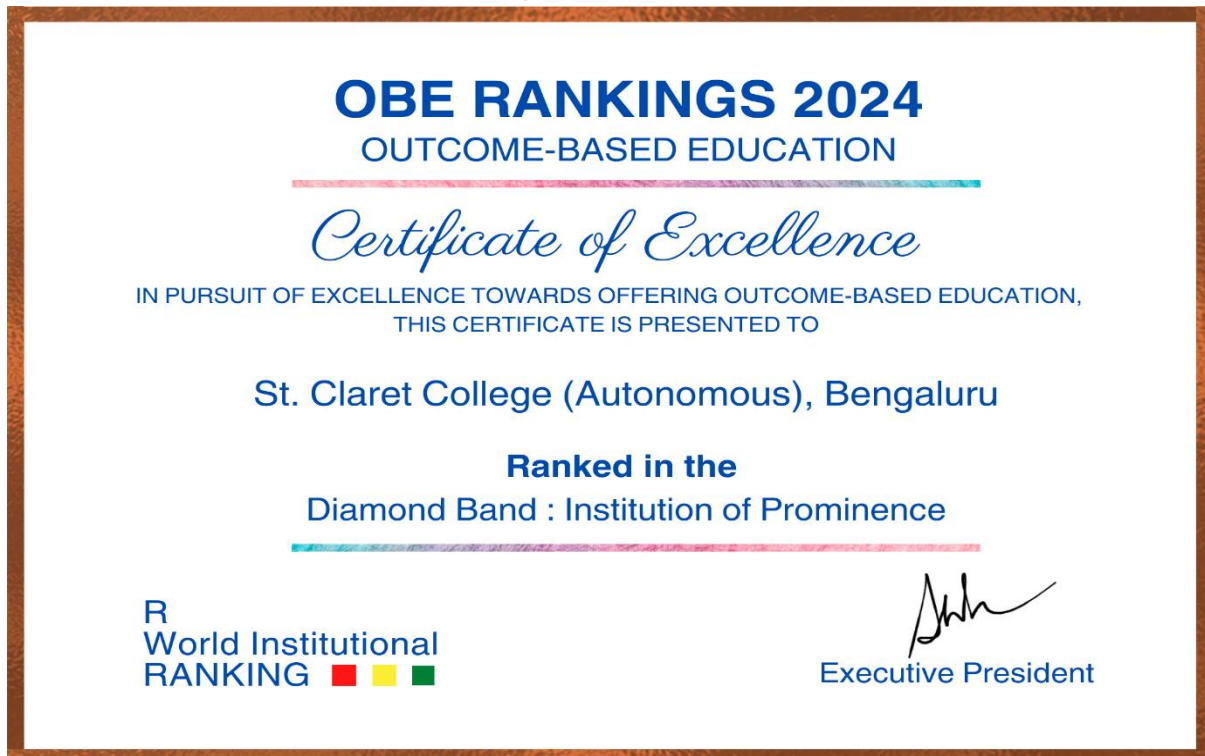 OBE RANKINGS 2024
OUTCOME-BASED EDUCATION
Certificate of Excellence
IN PURSUIT OF EXCELLENCE TOWARDS OFFERING OUTCOME-BASED EDUCATION,
THIS CERTIFICATE IS PRESENTED TO
St. Claret College (Autonomous), Bengaluru
Ranked in the
Diamond Band : Institution of Prominence
R
World Institutional
RANKING
Executive President